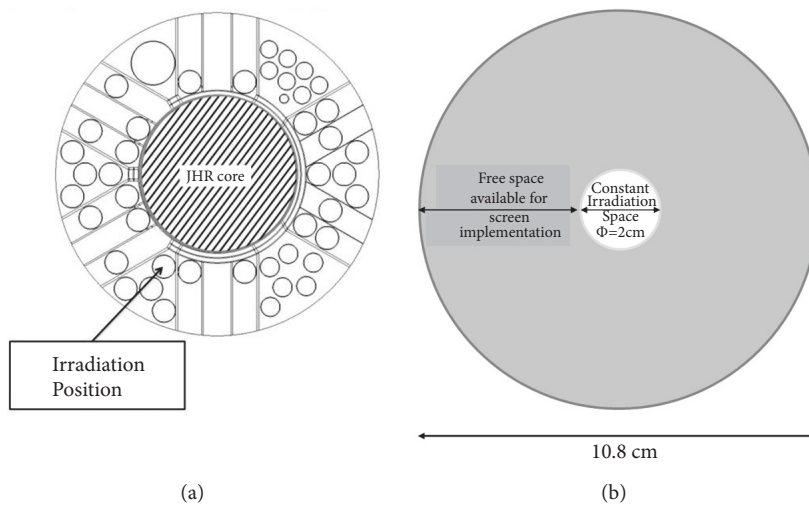 JHR core
Irradiation
Position
(a)
Free space
available for
screen
implementation
Constant
Irradiation
Space
Φ=2cm
10.8 cm
(b)